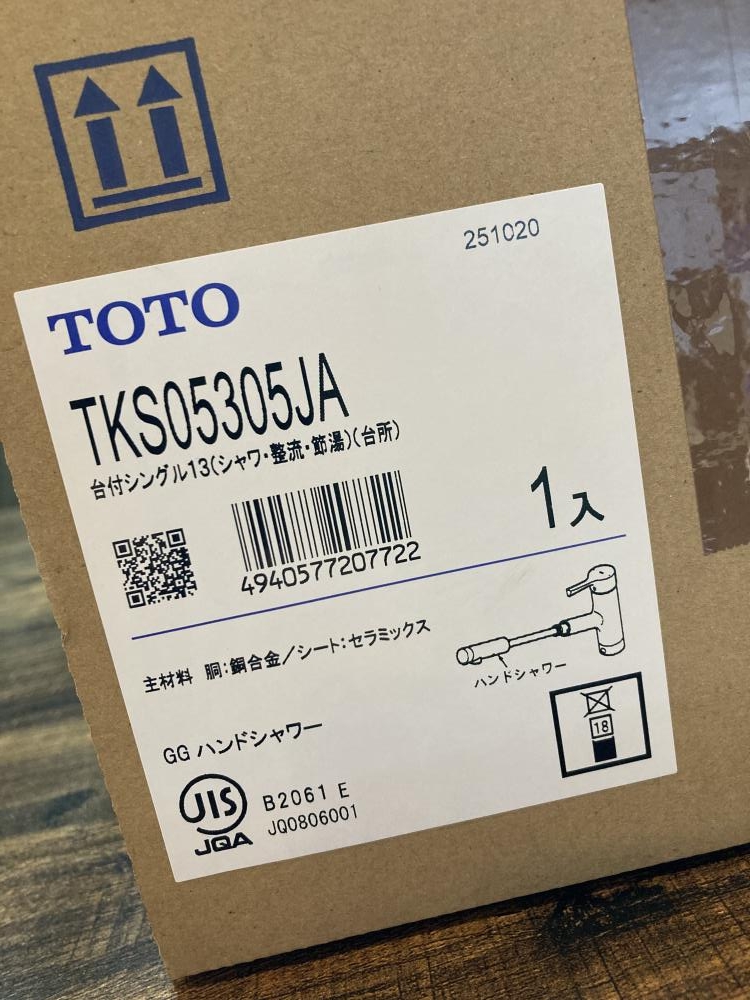 251020
TOTO
TKS05305JA
台付シングル13(シャワ・整流・節湯)(台所)
4940577207722
1入
主材料 胴:銅合金/シート:セラミックス
ハンドシャワー
18
GG ハンドシャワー
JIS
JQA
B2061 E
JQ0806001